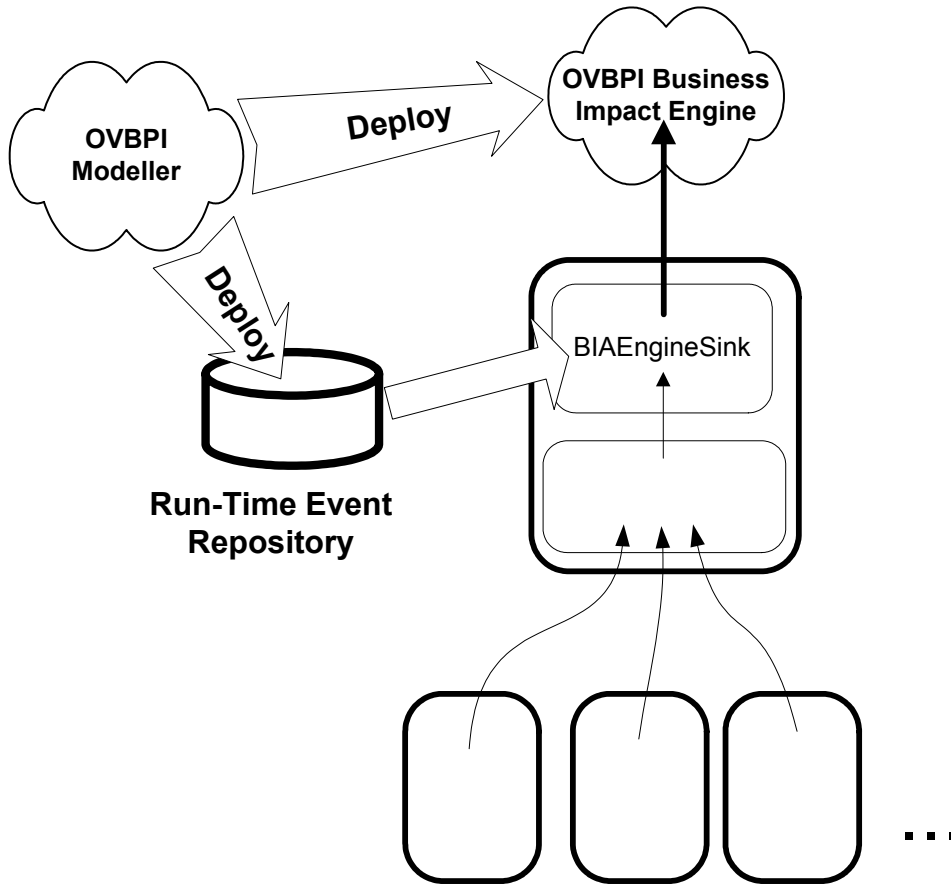 OVBPI
Modeller
Deploy
OVBPI Business
Impact Engine
Deploy
BIAEngineSink
Run-Time Event
Repository
...